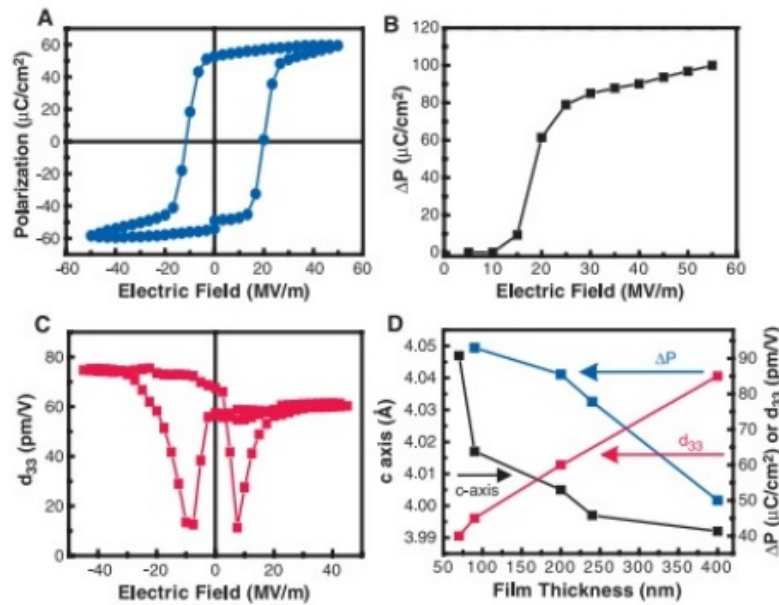 A
Polarization (μC/cm²)
60
40
20
0
-20
-40
-60
-60 -40 -20 0 20 40 60
Electric Field (MV/m)
B
ΔP (μC/cm²)
120
100
80
60
40
20
0
0 10 20 30 40 50 60
Electric Field (MV/m)
C
d₃₃ (pm/V)
80
60
40
20
0
-40 -20 0 20 40
Electric Field (MV/m)
D
c axis (Å)
4.05
4.04
4.03
4.02
4.01
4.00
3.99
ΔP
d₃₃
c-axis
90
80
70
60
50
40
ΔP (μC/cm²) or d₃₃ (pm/V)
50 100 150 200 250 300 350 400
Film Thickness (nm)